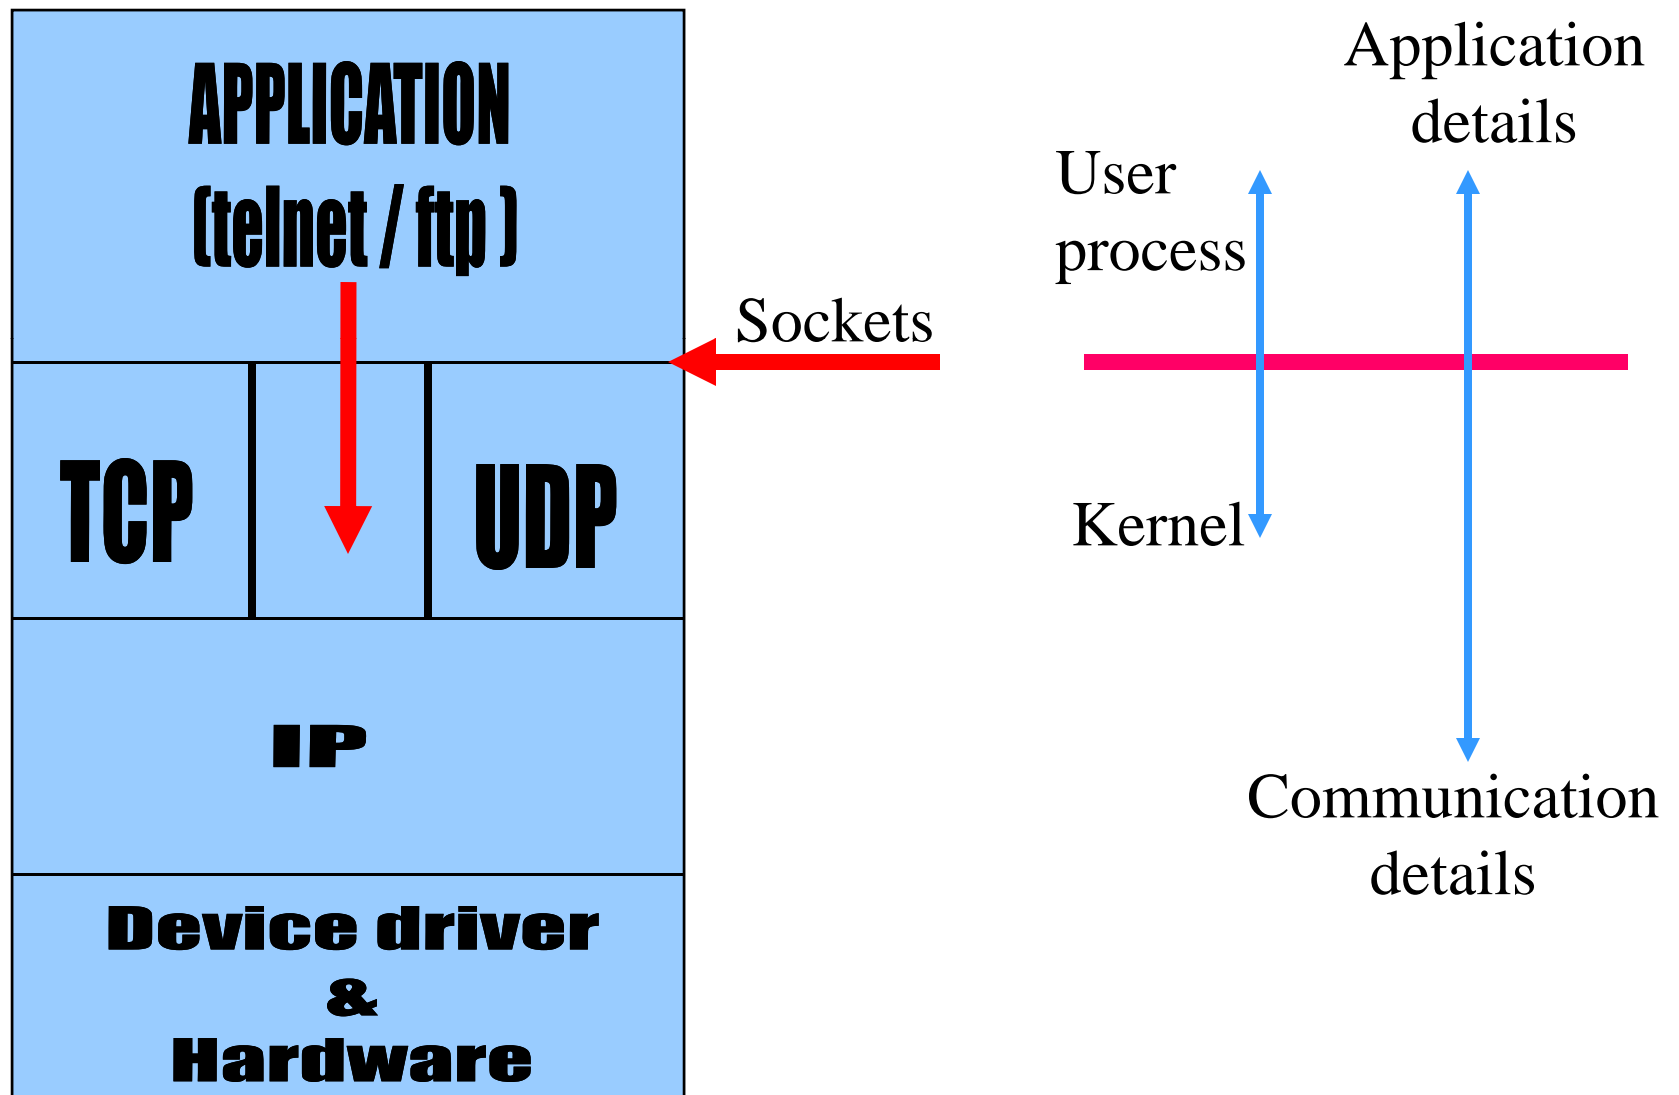 APPLICATION
(telnet / ftp )
Sockets
TCP
UDP
IP
Device driver
&
Hardware
Application
details
User
process
Kernel
Communication
details